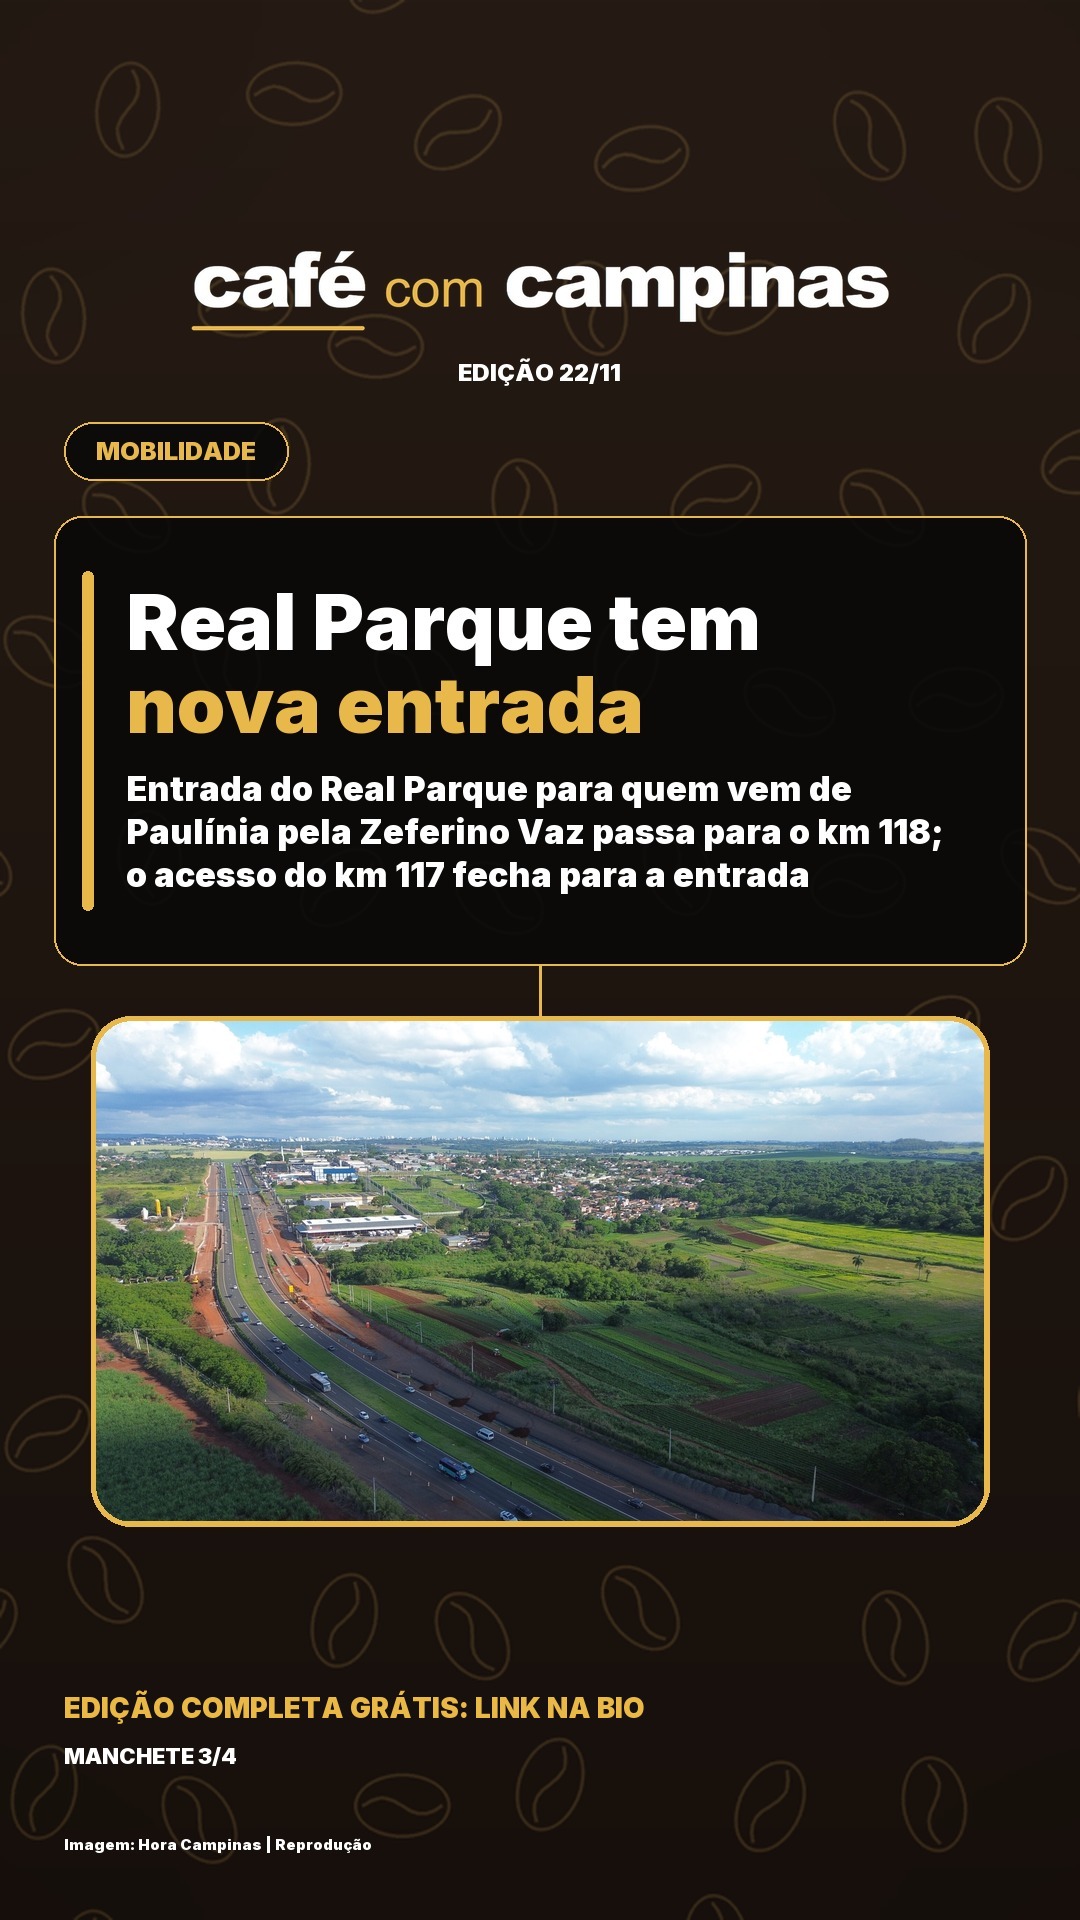 café com campinas
EDIÇÃO 22/11
MOBILIDADE
Real Parque tem
nova entrada
Entrada do Real Parque para quem vem de
Paulínia pela Zeferino Vaz passa para o km 118;
o acesso do km 117 fecha para a entrada
EDIÇÃO COMPLETA GRÁTIS: LINK NA BIO
MANCHETE 3/4
Imagem: Hora Campinas | Reprodução